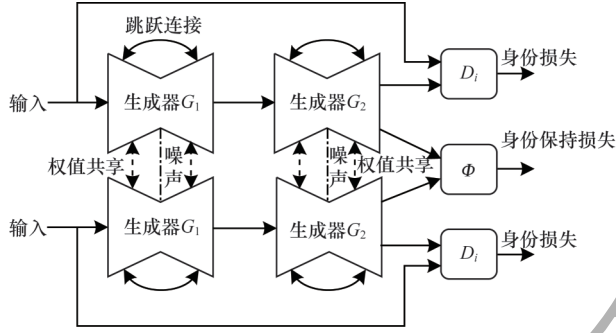 跳跃连接
输入
生成器G1
生成器G2
Di
身份损失
权值共享
噪声
噪声
权值共享
Φ
身份保持损失
输入
生成器G1
生成器G2
Di
身份损失